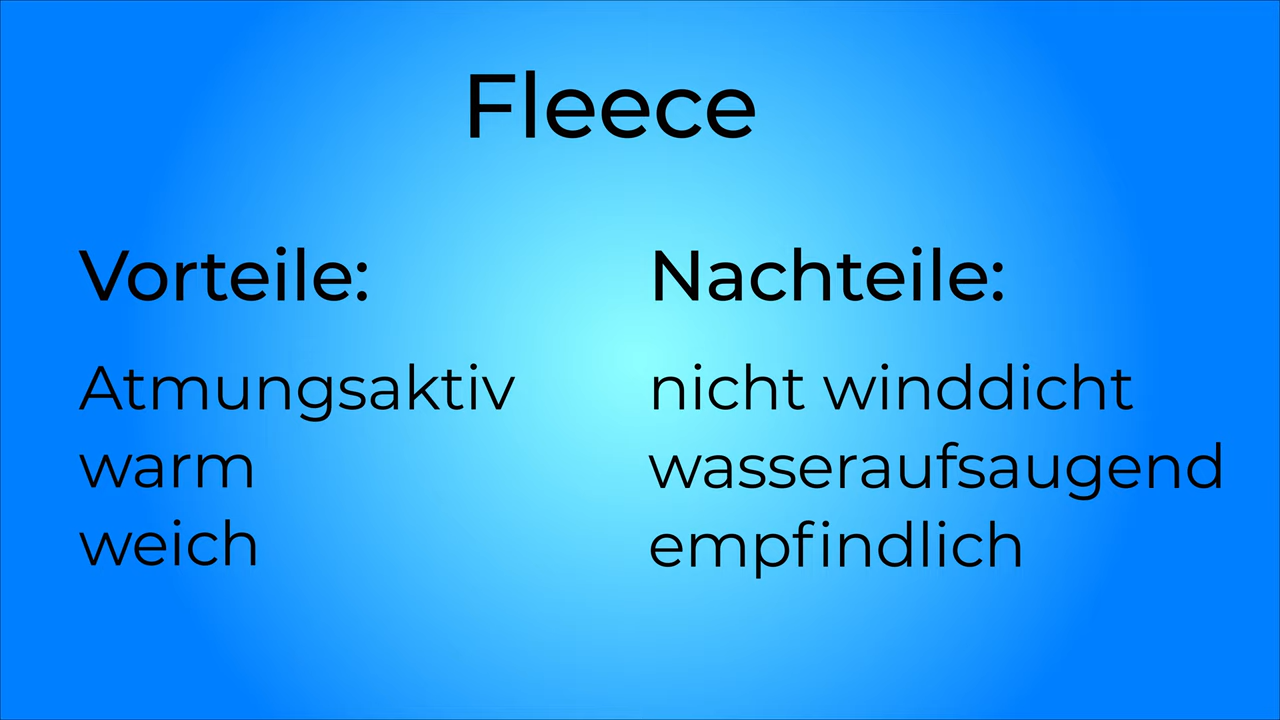 Fleece
Vorteile:
Atmungsaktiv
warm
weich
Nachteile:
nicht winddicht
wasseraufsaugend
empfindlich